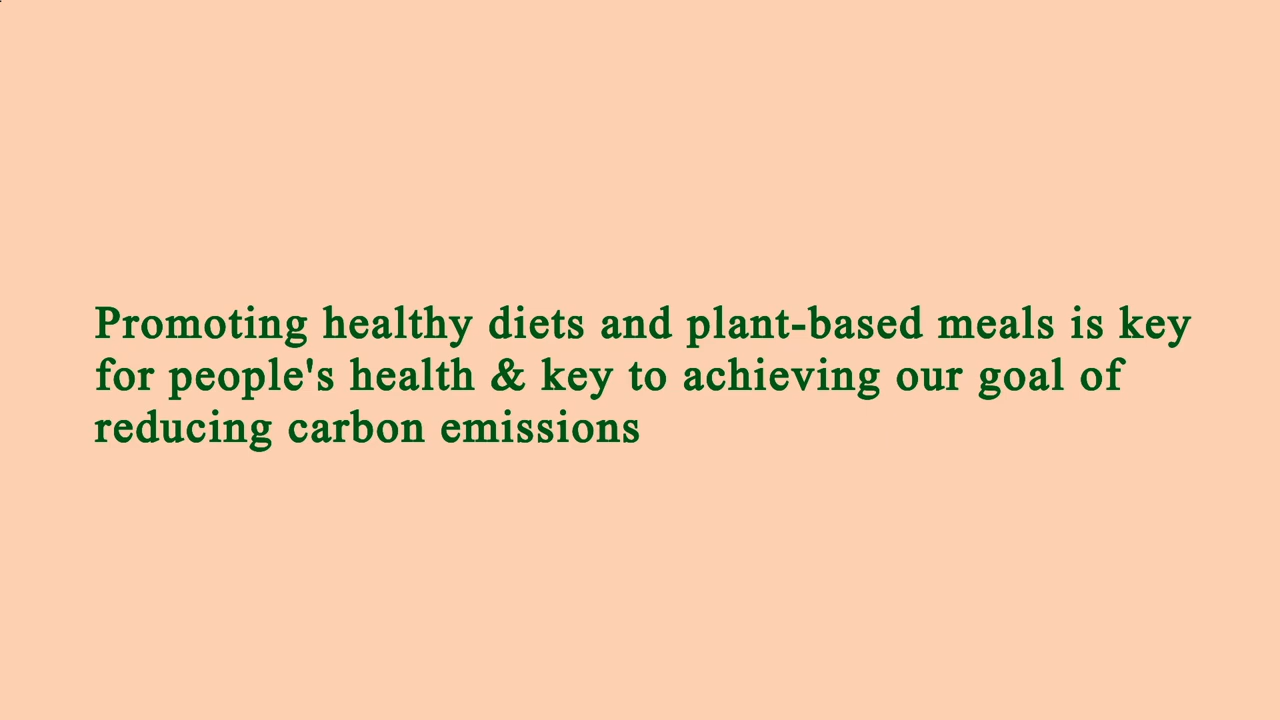 Promoting healthy diets and plant-based meals is key
for people's health & key to achieving our goal of
reducing carbon emissions